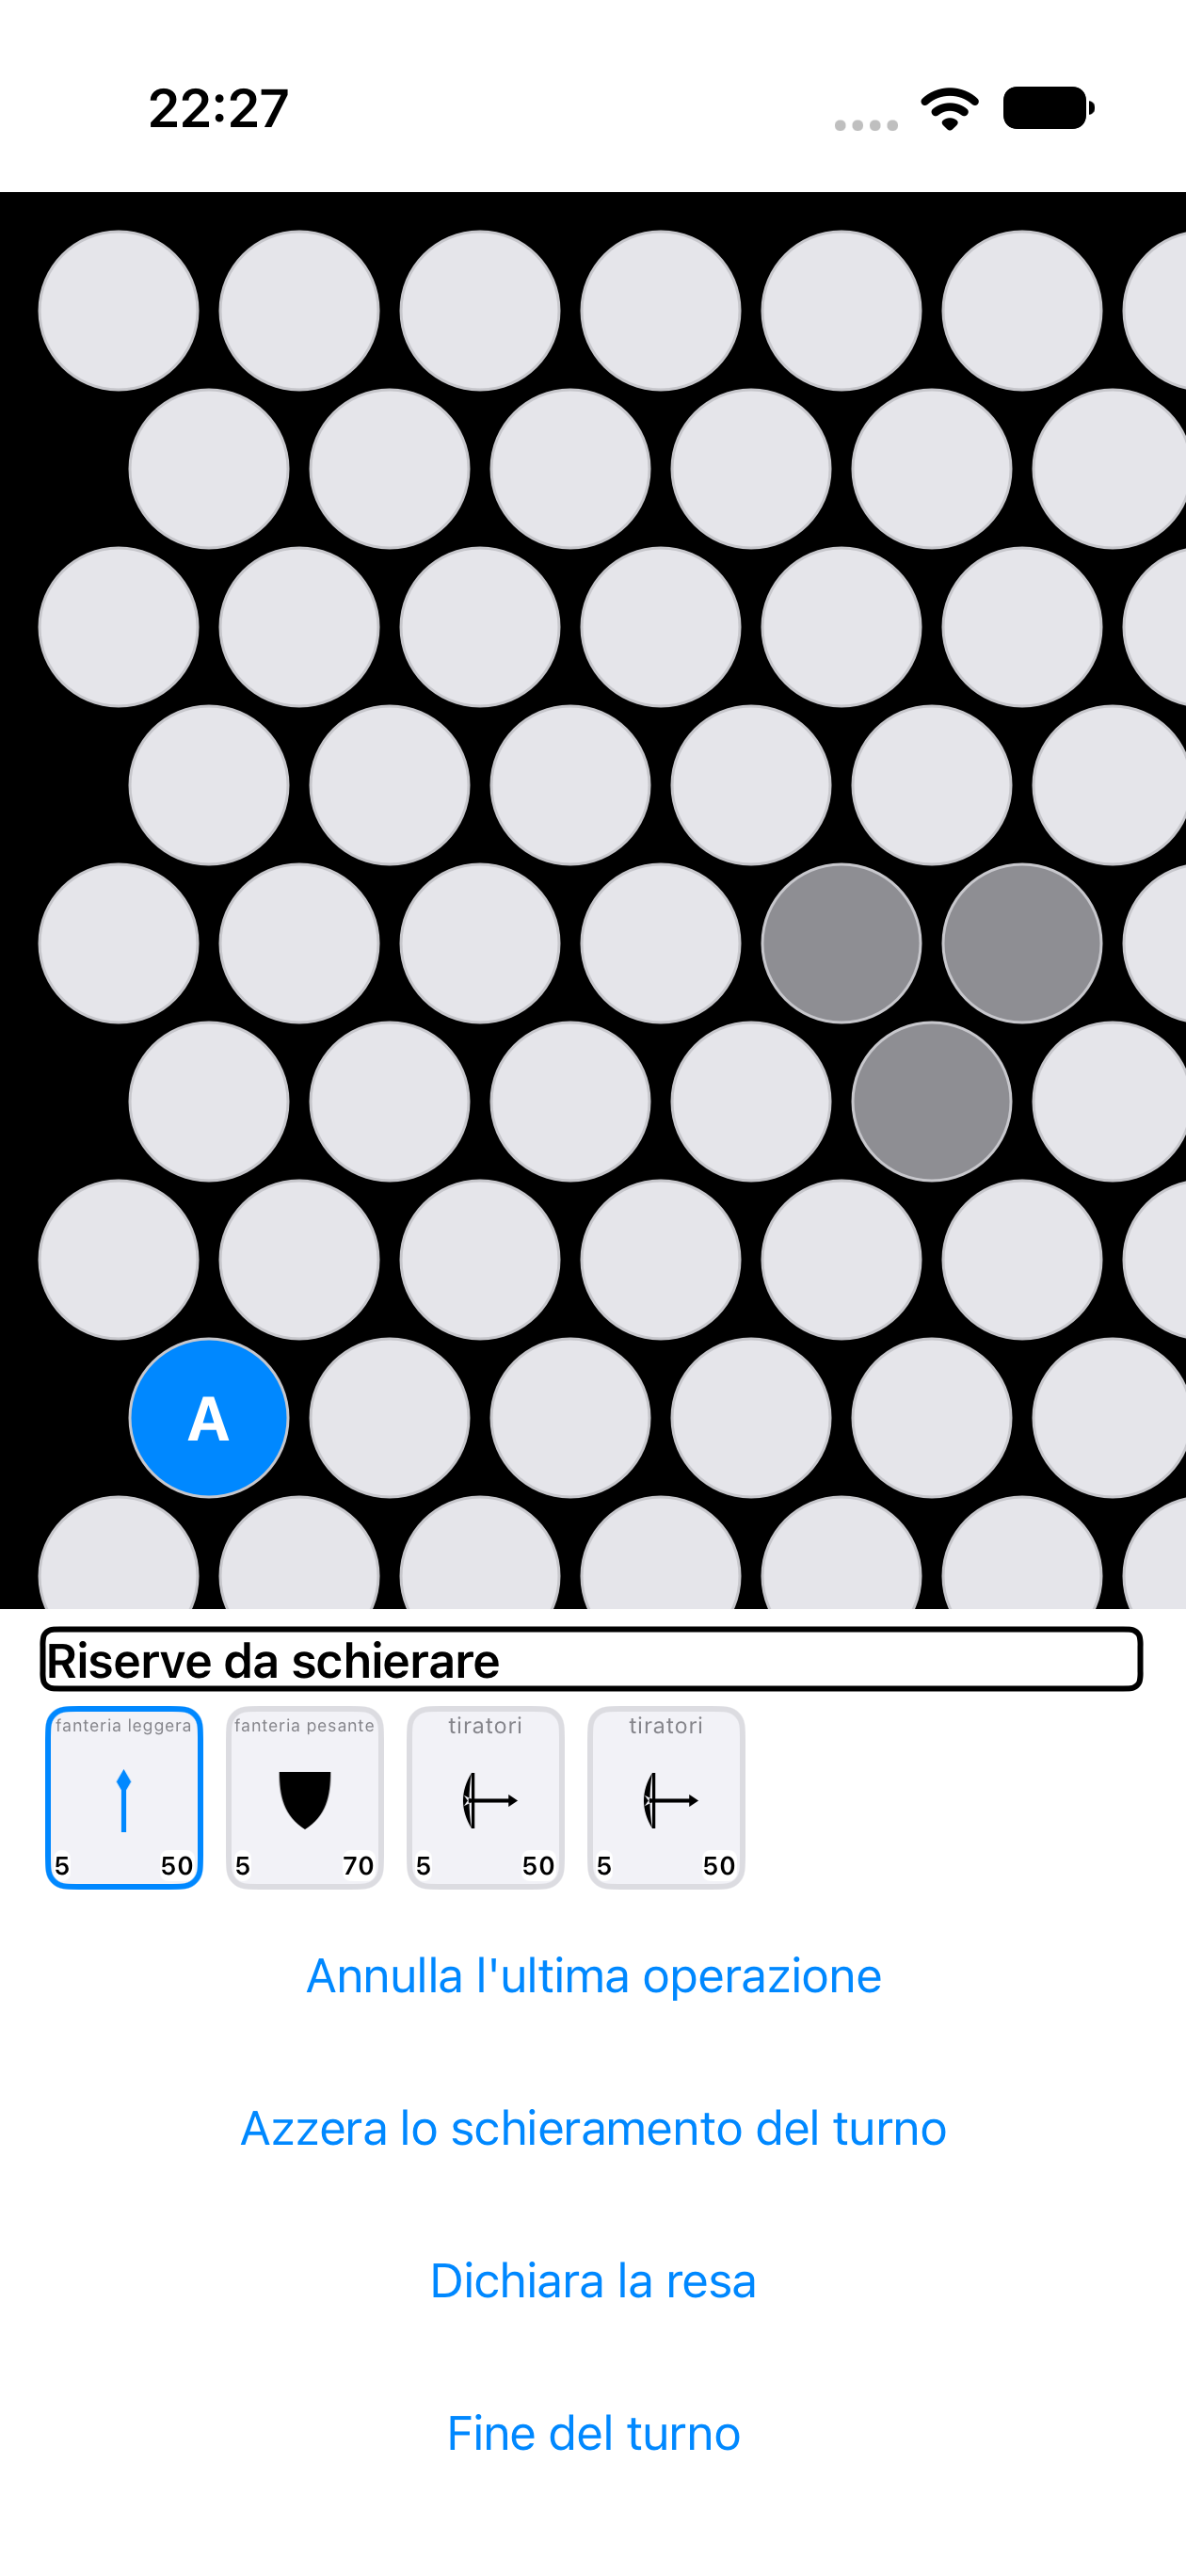 22:27
A
Riserve da schierare
fanteria leggera fanteria pesante tiratori tiratori
5 50 5 70 5 50 5 50
Annulla l'ultima operazione
Azzera lo schieramento del turno
Dichiara la resa
Fine del turno